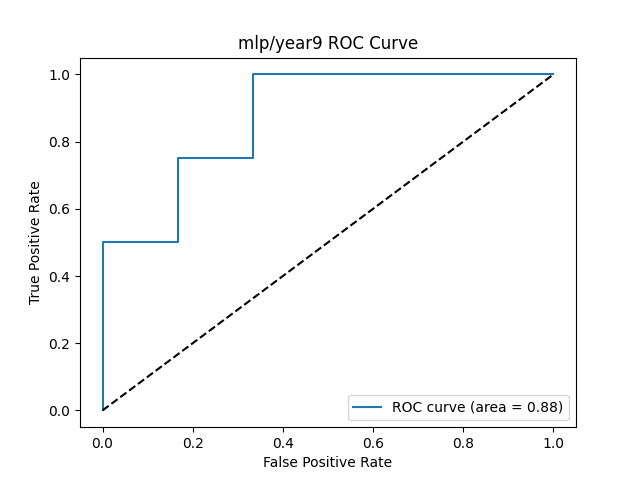 mlp/year9 ROC Curve
1.0
0.8
0.6
0.4
0.2
0.0
True Positive Rate
ROC curve (area = 0.88)
0.0 0.2 0.4 0.6 0.8 1.0
False Positive Rate